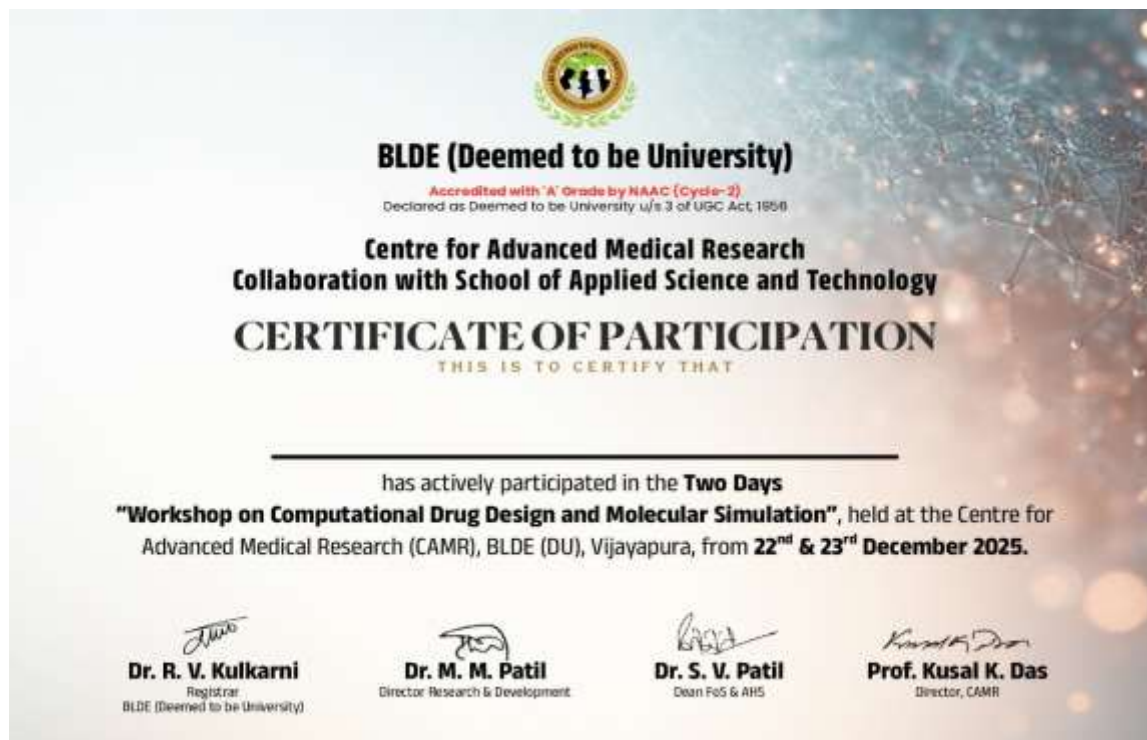 BLDE (Deemed to be University)
Accredited with 'A' Grade by NAAC (Cycle-2)
Declared as Deemed to be University u/s 3 of UGC Act, 1956
Centre for Advanced Medical Research
Collaboration with School of Applied Science and Technology
CERTIFICATE OF PARTICIPATION
THIS IS TO CERTIFY THAT
has actively participated in the Two Days
"Workshop on Computational Drug Design and Molecular Simulation", held at the Centre for
Advanced Medical Research (CAMR), BLDE (DU), Vijayapura, from 22nd & 23rd December 2025.
Dr. R. V. Kulkarni
Registrar
BLDE (Deemed to be University)
Dr. M. M. Patil
Director Research & Development
Dr. S. V. Patil
Dean FoS & AHS
Kusal K Das
Prof. Kusal K. Das
Director, CAMR